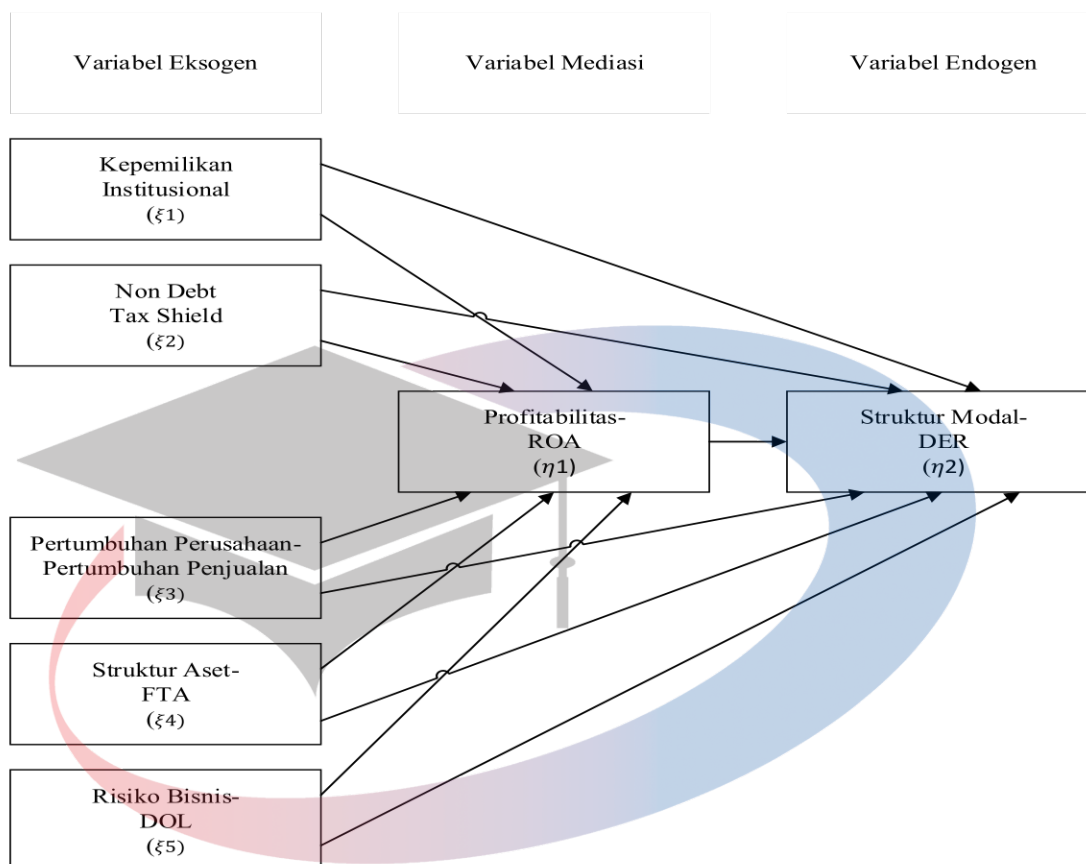 Variabel Eksogen
Variabel Mediasi
Variabel Endogen
Kepemilikan
Institusional
(ξ1)
Non Debt
Tax Shield
(ξ2)
Profitabilitas-
ROA
(η1)
Struktur Modal-
DER
(η2)
Pertumbuhan Perusahaan-
Pertumbuhan Penjualan
(ξ3)
Struktur Aset-
FTA
(ξ4)
Risiko Bisnis-
DOL
(ξ5)